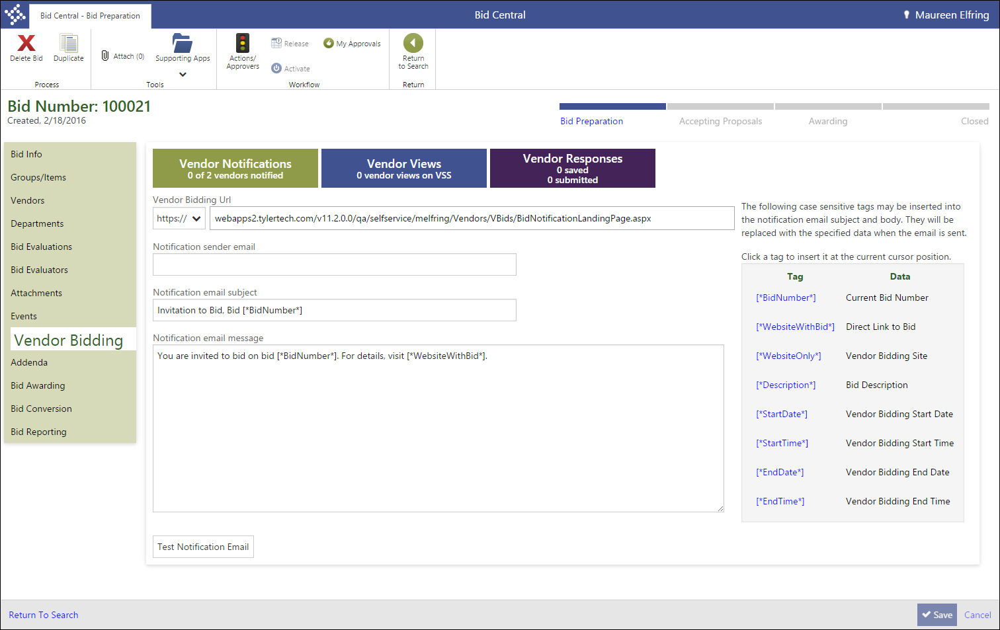 Bid Central - Bid Preparation
Bid Central
Maureen Elfring
Delete Bid
Duplicate
Process
Attach (0)
Supporting Apps
Tools
Actions/
Approvers
Release
My Approvals
Activate
Workflow
Return
to Search
Return
Bid Number: 100021
Created, 2/18/2016
Bid Preparation
Accepting Proposals
Awarding
Closed
Bid Info
Groups/Items
Vendors
Departments
Bid Evaluations
Bid Evaluators
Attachments
Events
Vendor Bidding
Addenda
Bid Awarding
Bid Conversion
Bid Reporting
Vendor Notifications
0 of 2 vendors notified
Vendor Views
0 vendor views on VSS
Vendor Responses
0 saved
0 submitted
Vendor Bidding Url
https://
webapps2.tylertech.com/v11.2.0.0/qa/selfservice/melfring/Vendors/VBids/BidNotificationLandingPage.aspx
Notification sender email
Notification email subject
Invitation to Bid, Bid [*BidNumber*]
Notification email message
You are invited to bid on bid [*BidNumber*]. For details, visit [*WebsiteWithBid*].
Test Notification Email
The following case sensitive tags may be inserted into
the notification email subject and body. They will be
replaced with the specified data when the email is sent.
Click a tag to insert it at the current cursor position.
Tag Data
[*BidNumber*] Current Bid Number
[*WebsiteWithBid*] Direct Link to Bid
[*WebsiteOnly*] Vendor Bidding Site
[*Description*] Bid Description
[*StartDate*] Vendor Bidding Start Date
[*StartTime*] Vendor Bidding Start Time
[*EndDate*] Vendor Bidding End Date
[*EndTime*] Vendor Bidding End Time
Return To Search
Save
Cancel